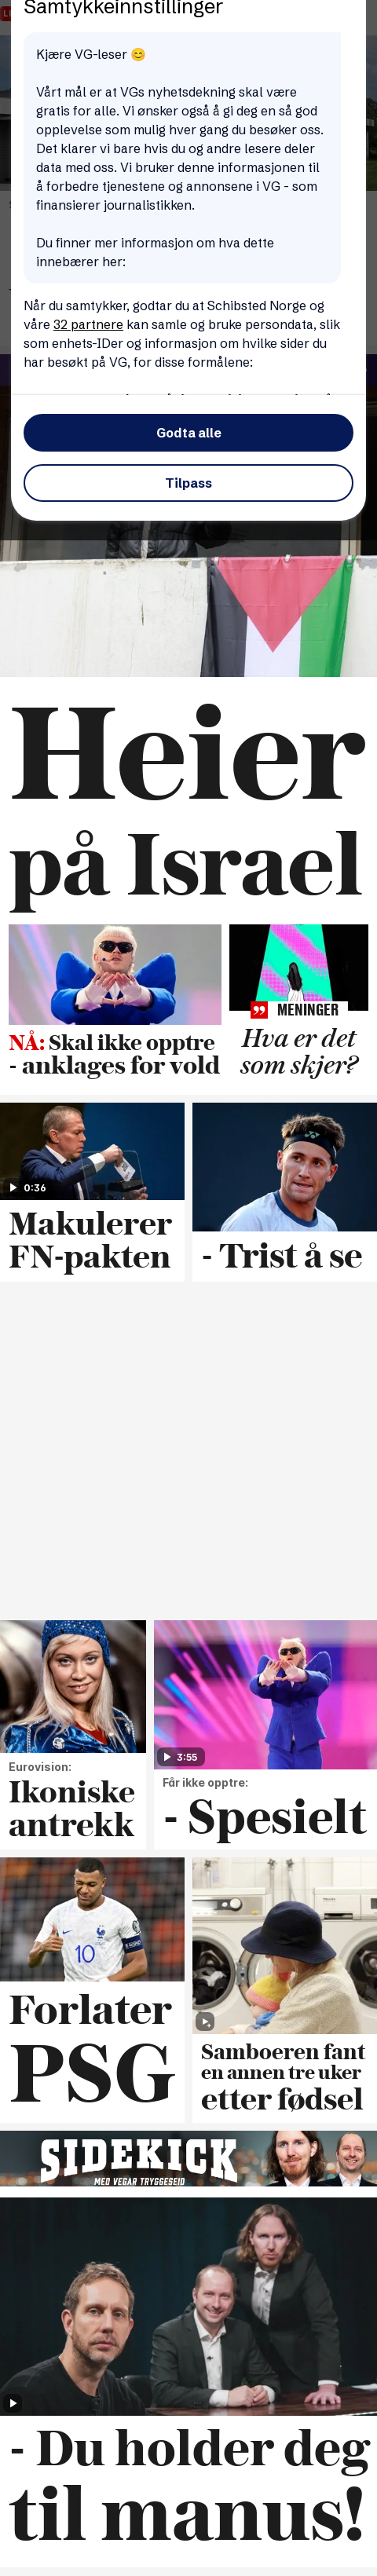 Samtykkeinnstillinger
Kjære VG-leser 😊
Vårt mål er at VGs nyhetsdekning skal være
gratis for alle. Vi ønsker også å gi deg en så god
opplevelse som mulig hver gang du besøker oss.
Det klarer vi bare hvis du og andre lesere deler
data med oss. Vi bruker denne informasjonen til
å forbedre tjenestene og annonsene i VG - som
finansierer journalistikken.
Du finner mer informasjon om hva dette
innebærer her:
Når du samtykker, godtar du at Schibsted Norge og
våre 32 partnere kan samle og bruke persondata, slik
som enhets-IDer og informasjon om hvilke sider du
har besøkt på VG, for disse formålene:
Godta alle
Tilpass
Heier
på Israel
NÅ: Skal ikke opptre
- anklages for vold
MENINGER
Hva er det
som skjer?
0:36
Makulerer
FN-pakten
- Trist å se
Eurovision:
Ikoniske
antrekk
3:55
Får ikke opptre:
- Spesielt
10
Forlater
PSG
Samboeren fant
en annen tre uker
etter fødsel
SIDEKICK
MED VEGAR TRYGGESEID
- Du holder deg
til manus!